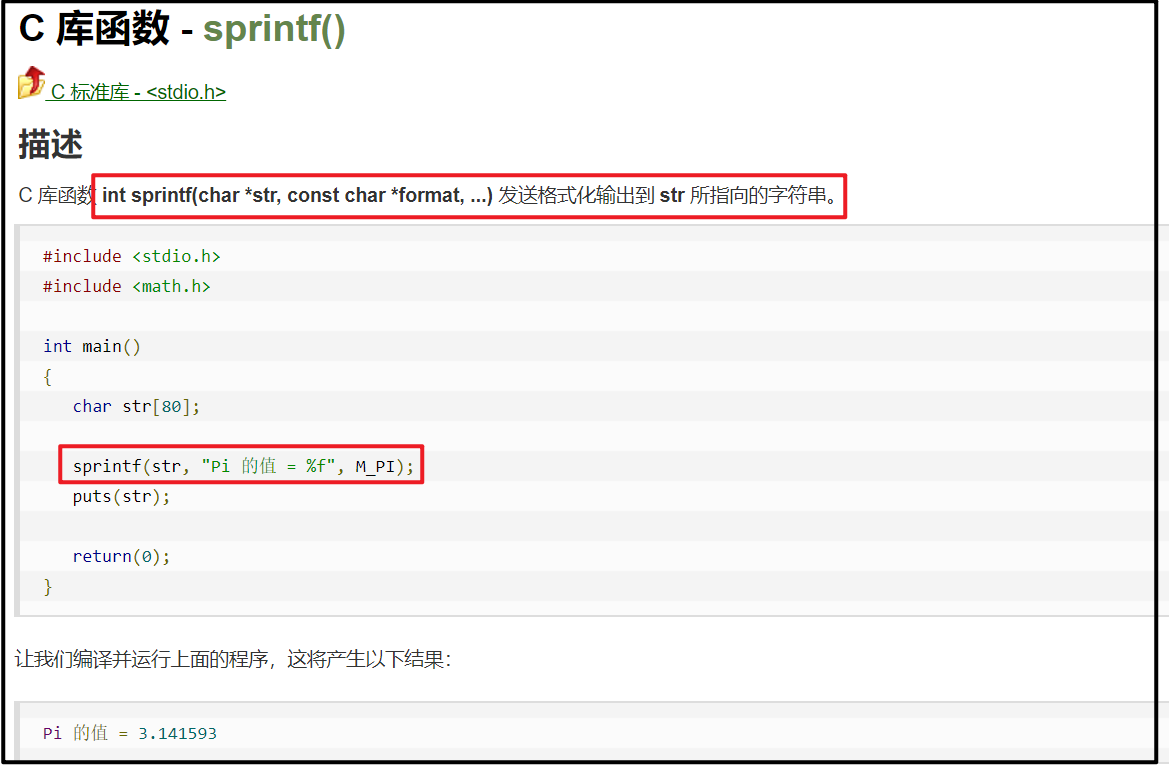 C 库函数 - sprintf()
C 标准库 - <stdio.h>
描述
C 库函数 int sprintf(char *str, const char *format, ...) 发送格式化输出到 str 所指向的字符串。
#include <stdio.h>
#include <math.h>
int main()
{
   char str[80];
   sprintf(str, "Pi 的值 = %f", M_PI);
   puts(str);
   return(0);
}
让我们编译并运行上面的程序，这将产生以下结果：
Pi 的值 = 3.141593